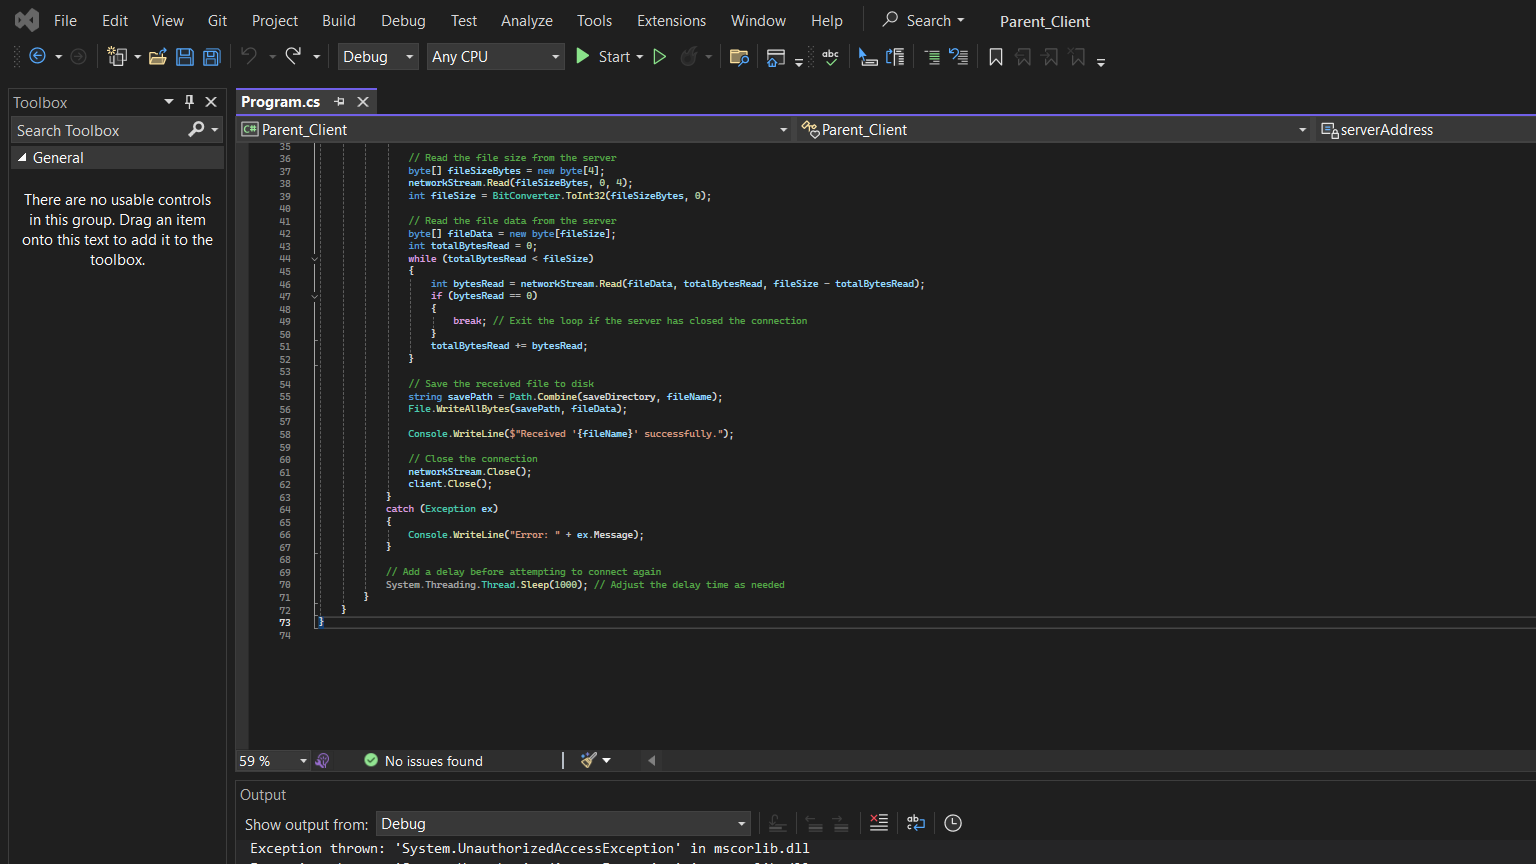 File Edit View Git Project Build Debug Test Analyze Tools Extensions Window Help Search Parent_Client
Debug Any CPU Start abc
Toolbox
Search Toolbox
General
There are no usable controls
in this group. Drag an item
onto this text to add it to the
toolbox.
Program.cs
C# Parent_Client Parent_Client serverAddress
35
36 // Read the file size from the server
37 byte[] fileSizeBytes = new byte[4];
38 networkStream.Read(fileSizeBytes, 0, 4);
39 int fileSize = BitConverter.ToInt32(fileSizeBytes, 0);
40
41 // Read the file data from the server
42 byte[] fileData = new byte[fileSize];
43 int totalBytesRead = 0;
44 while (totalBytesRead < fileSize)
45 {
46 int bytesRead = networkStream.Read(fileData, totalBytesRead, fileSize - totalBytesRead);
47 if (bytesRead == 0)
48 {
49 break; // Exit the loop if the server has closed the connection
50 }
51 totalBytesRead += bytesRead;
52 }
53
54 // Save the received file to disk
55 string savePath = Path.Combine(saveDirectory, fileName);
56 File.WriteAllBytes(savePath, fileData);
57
58 Console.WriteLine($"Received '{fileName}' successfully.");
59
60 // Close the connection
61 networkStream.Close();
62 client.Close();
63 }
64 catch (Exception ex)
65 {
66 Console.WriteLine("Error: " + ex.Message);
67 }
68
69 // Add a delay before attempting to connect again
70 System.Threading.Thread.Sleep(1000); // Adjust the delay time as needed
71 }
72 }
73 }
74
59 % No issues found
Output
Show output from: Debug ab
Exception thrown: 'System.UnauthorizedAccessException' in mscorlib.dll